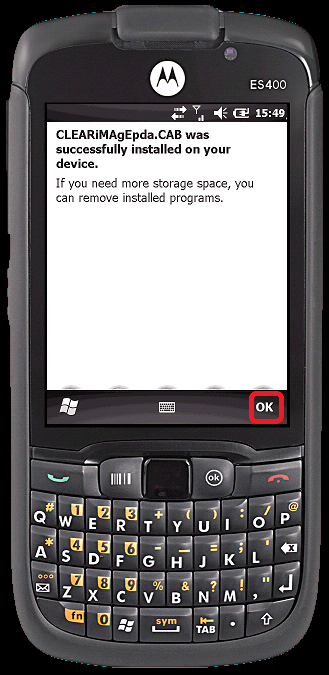 ES400
15:49
CLEARiMAgEpda.CAB was
successfully installed on your
device.
If you need more storage space, you
can remove installed programs.
OK
ok
Q # W 1 E 2 R 3 T + Y - U ( I ) O / P @
A * S 4 D 5 F 6 G = H - J : K ' L "
Z 7 X 8 C 9 V % B & N ? M ! , ;
fn 0 sym TAB .